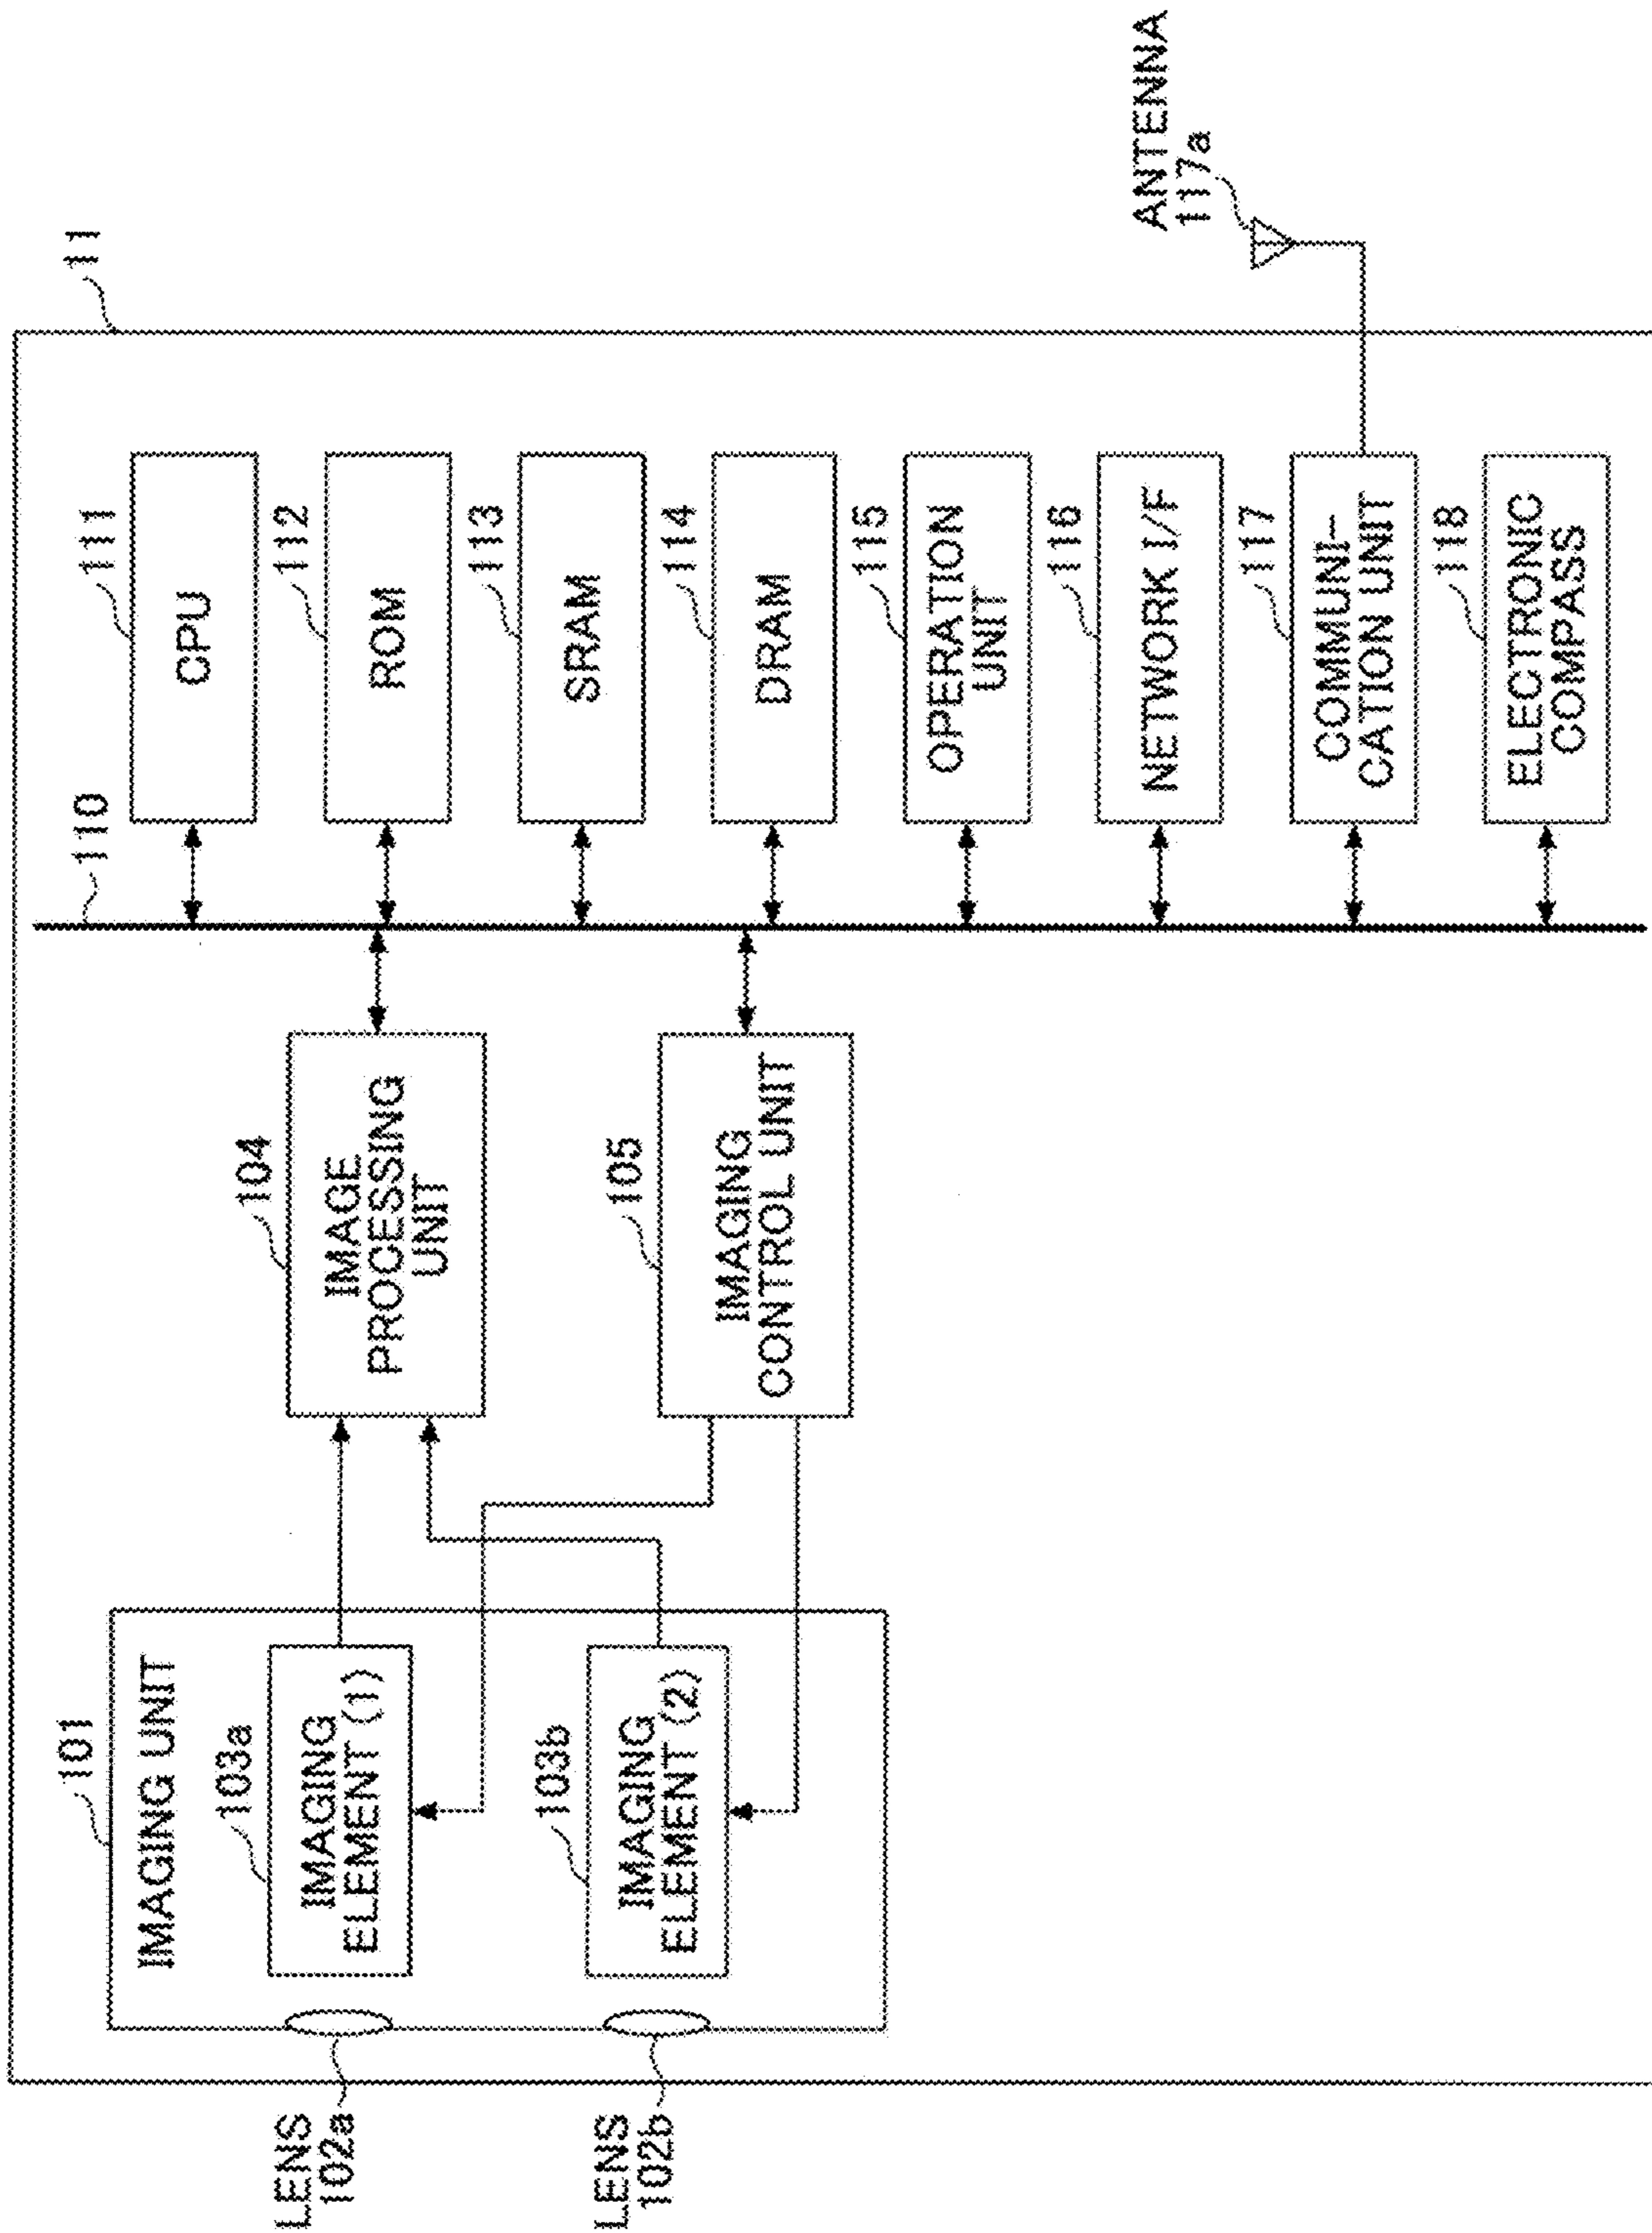 11
101
IMAGING UNIT
LENS
102a
103a
IMAGING
ELEMENT (1)
LENS
102b
103b
IMAGING
ELEMENT (2)
104
IMAGE
PROCESSING
UNIT
105
IMAGING
CONTROL UNIT
110
111
CPU
112
ROM
113
SRAM
114
DRAM
115
OPERATION
UNIT
116
NETWORK I/F
117
COMMUNI-
CATION UNIT
118
ELECTRONIC
COMPASS
ANTENNA
117a